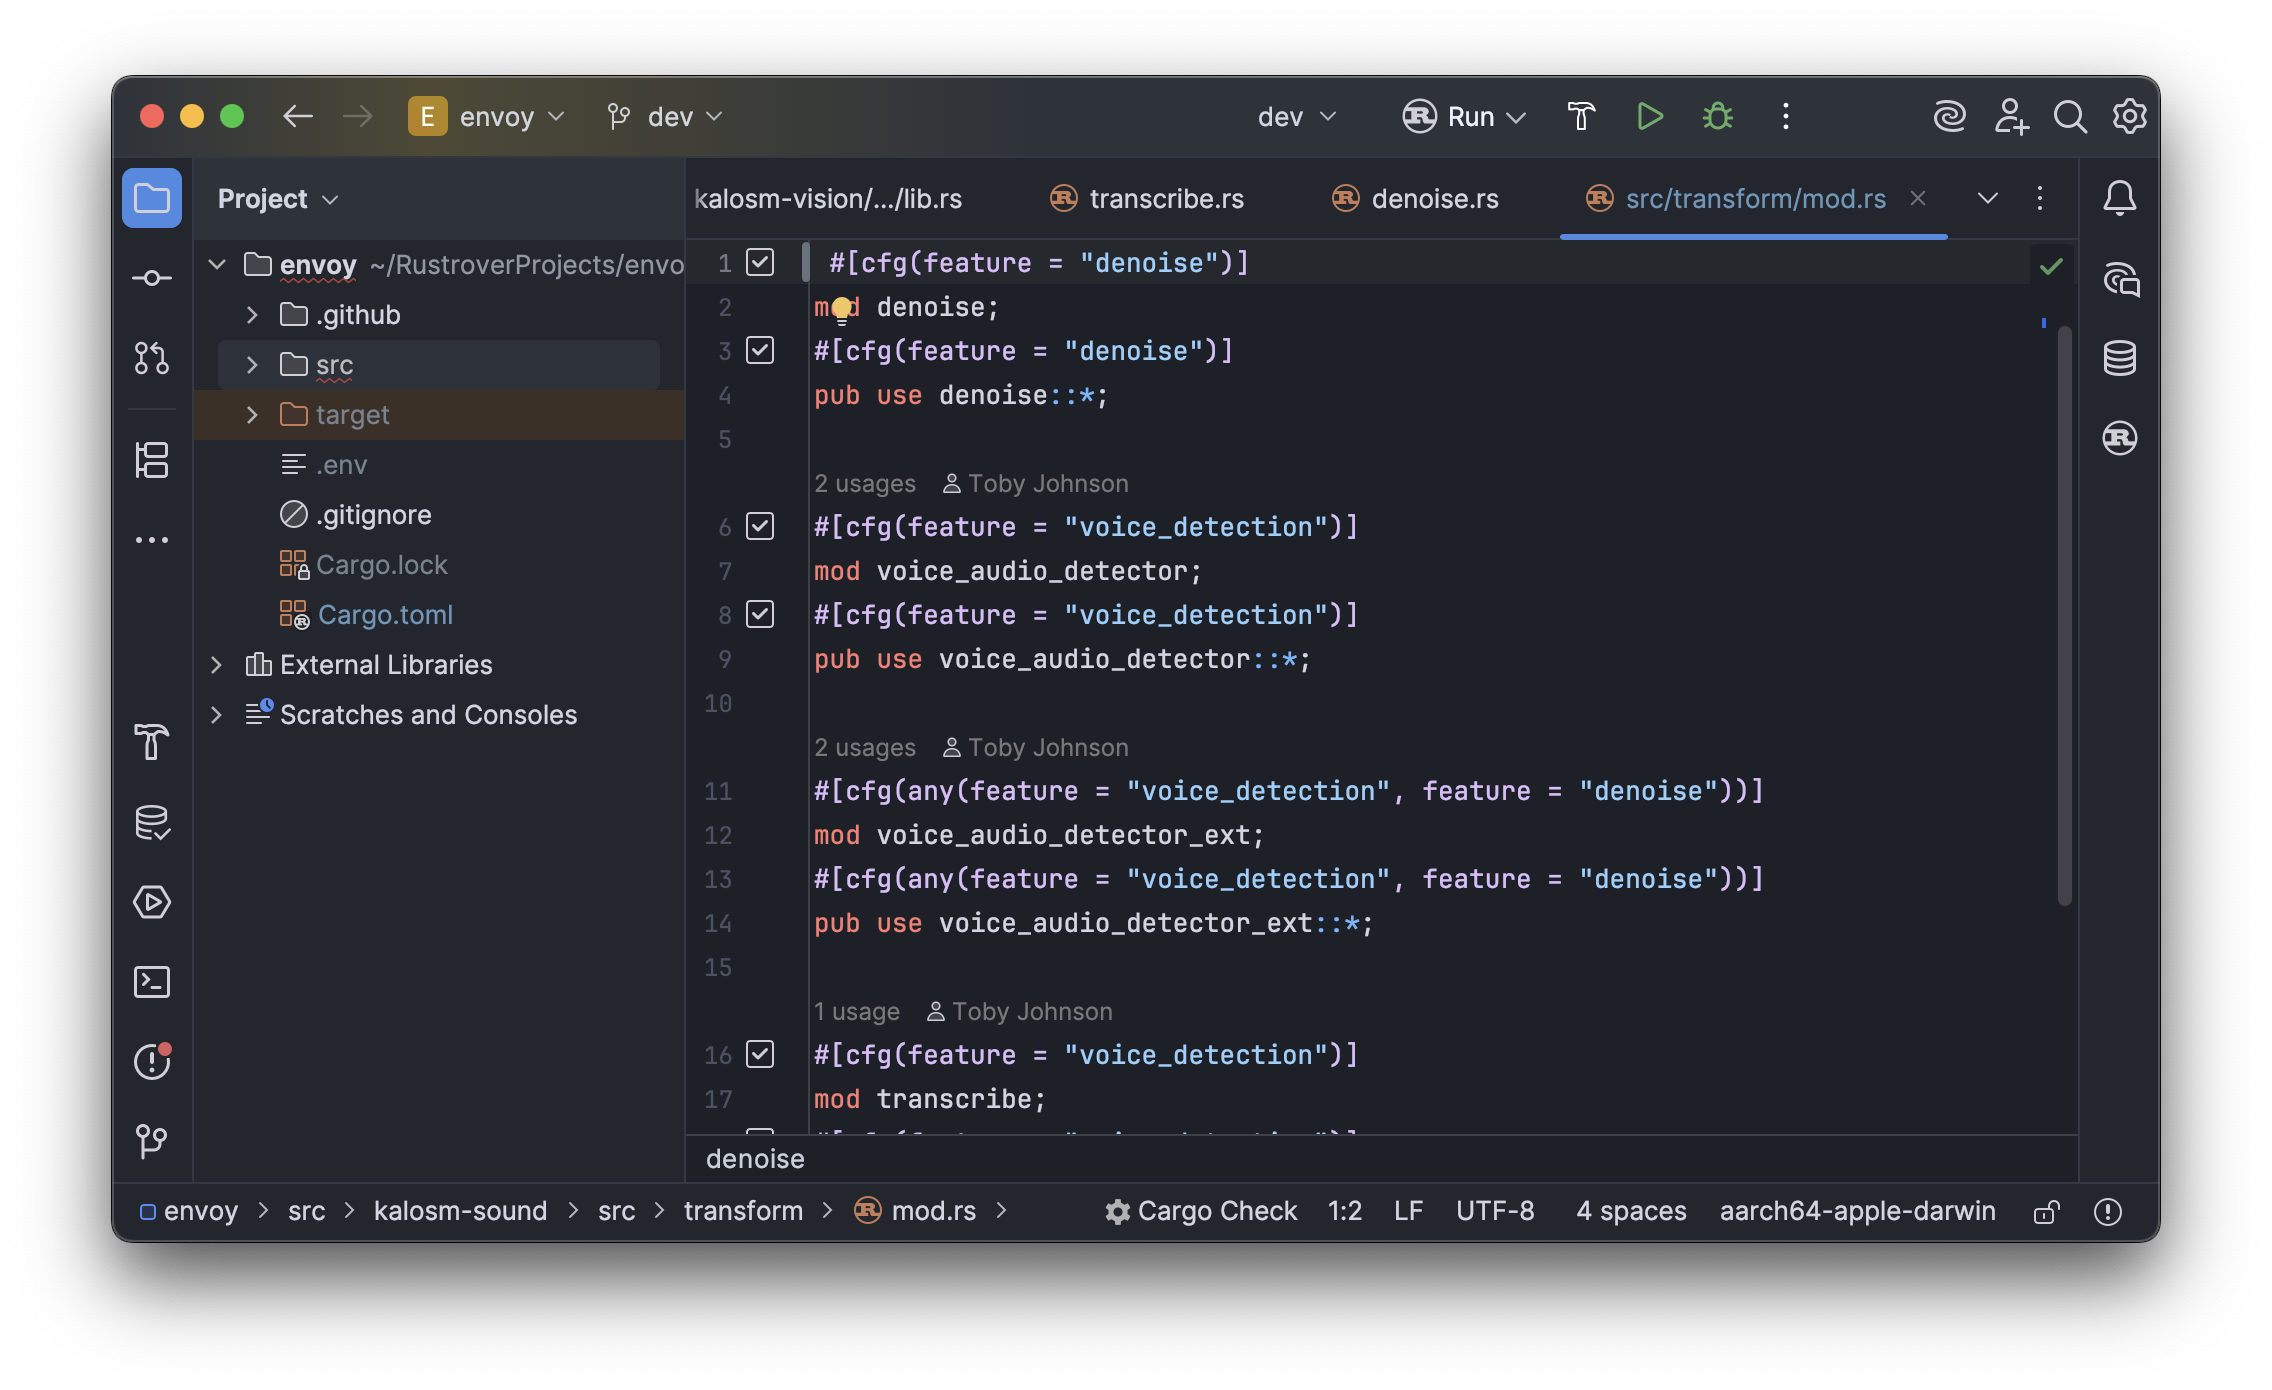 E envoy dev dev Run
Project
kalosm-vision/.../lib.rs transcribe.rs denoise.rs src/transform/mod.rs
envoy ~/RustroverProjects/envo
.github
src
target
.env
.gitignore
Cargo.lock
Cargo.toml
External Libraries
Scratches and Consoles
1 #[cfg(feature = "denoise")]
2 mod denoise;
3 #[cfg(feature = "denoise")]
4 pub use denoise::*;
5
2 usages Toby Johnson
6 #[cfg(feature = "voice_detection")]
7 mod voice_audio_detector;
8 #[cfg(feature = "voice_detection")]
9 pub use voice_audio_detector::*;
10
2 usages Toby Johnson
11 #[cfg(any(feature = "voice_detection", feature = "denoise"))]
12 mod voice_audio_detector_ext;
13 #[cfg(any(feature = "voice_detection", feature = "denoise"))]
14 pub use voice_audio_detector_ext::*;
15
1 usage Toby Johnson
16 #[cfg(feature = "voice_detection")]
17 mod transcribe;
denoise
envoy > src > kalosm-sound > src > transform > mod.rs > Cargo Check 1:2 LF UTF-8 4 spaces aarch64-apple-darwin